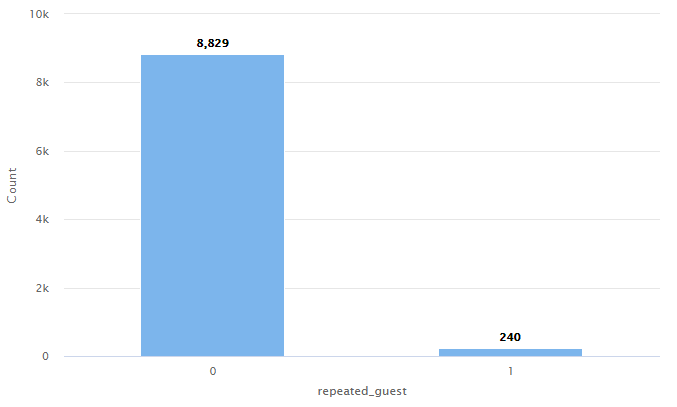 10k
8,829
8k
6k
Count
4k
2k
240
0
0 1
repeated_guest